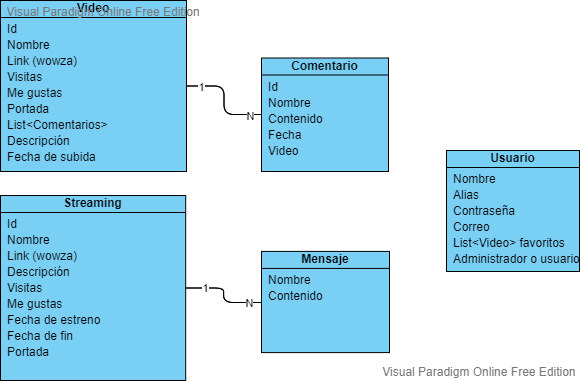 Video
Visual Paradigm Online Free Edition
Id
Nombre
Link (wowza)
Visitas
Me gustas
Portada
List<Comentarios>
Descripción
Fecha de subida
1
N
Comentario
Id
Nombre
Contenido
Fecha
Video
Usuario
Nombre
Alias
Contraseña
Correo
List<Video> favoritos
Administrador o usuario
Streaming
Id
Nombre
Link (wowza)
Descripción
Visitas
Me gustas
Fecha de estreno
Fecha de fin
Portada
1
N
Mensaje
Nombre
Contenido
Visual Paradigm Online Free Edition